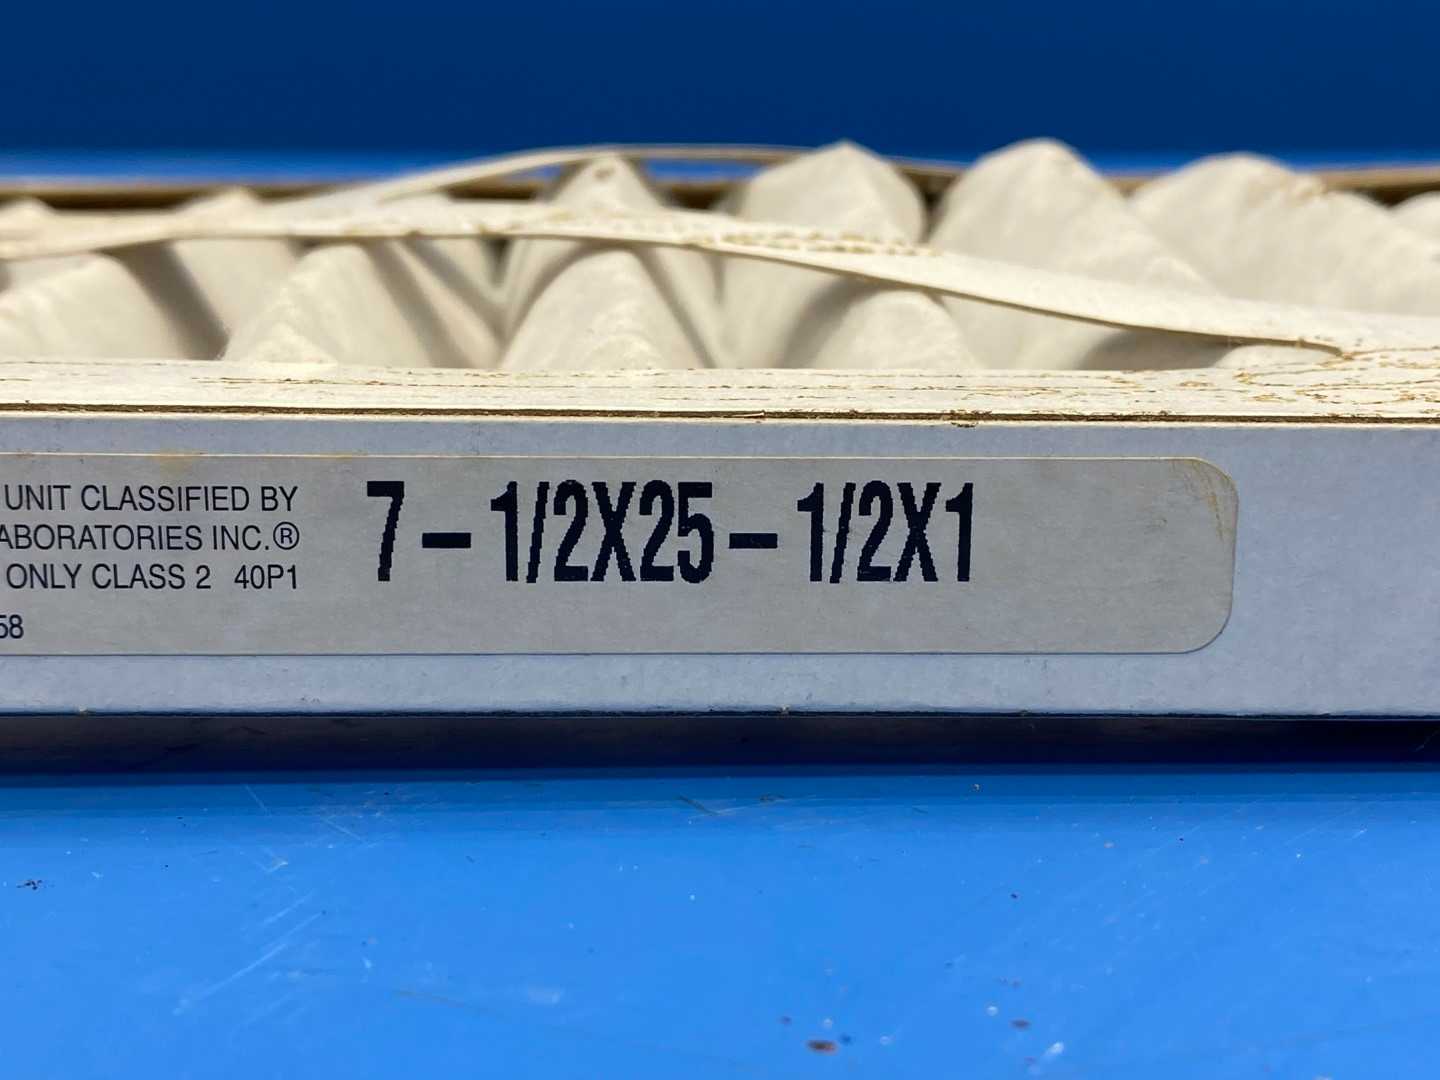 UNIT CLASSIFIED BY
ABORATORIES INC.®
ONLY CLASS 2 40P1
58
7-1/2X25-1/2X1